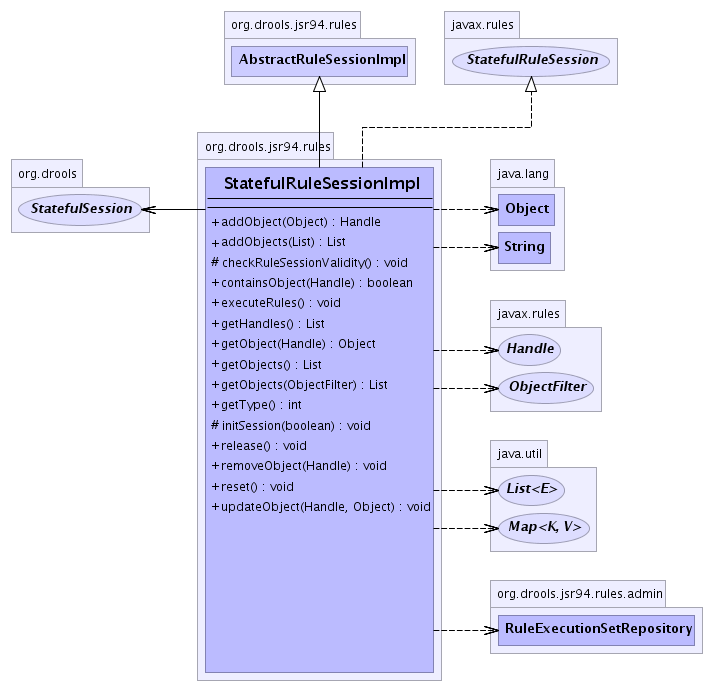 org.drools.jsr94.rules
AbstractRuleSessionImpl
javax.rules
StatefulRuleSession
org.drools
StatefulSession
org.drools.jsr94.rules
StatefulRuleSessionImpl
+ addObject(Object) : Handle
+ addObjects(List) : List
# checkRuleSessionValidity() : void
+ containsObject(Handle) : boolean
+ executeRules() : void
+ getHandles() : List
+ getObject(Handle) : Object
+ getObjects() : List
+ getObjects(ObjectFilter) : List
+ getType() : int
# initSession(boolean) : void
+ release() : void
+ removeObject(Handle) : void
+ reset() : void
+ updateObject(Handle, Object) : void
java.lang
Object
String
javax.rules
Handle
ObjectFilter
java.util
List<E>
Map<K, V>
org.drools.jsr94.rules.admin
RuleExecutionSetRepository